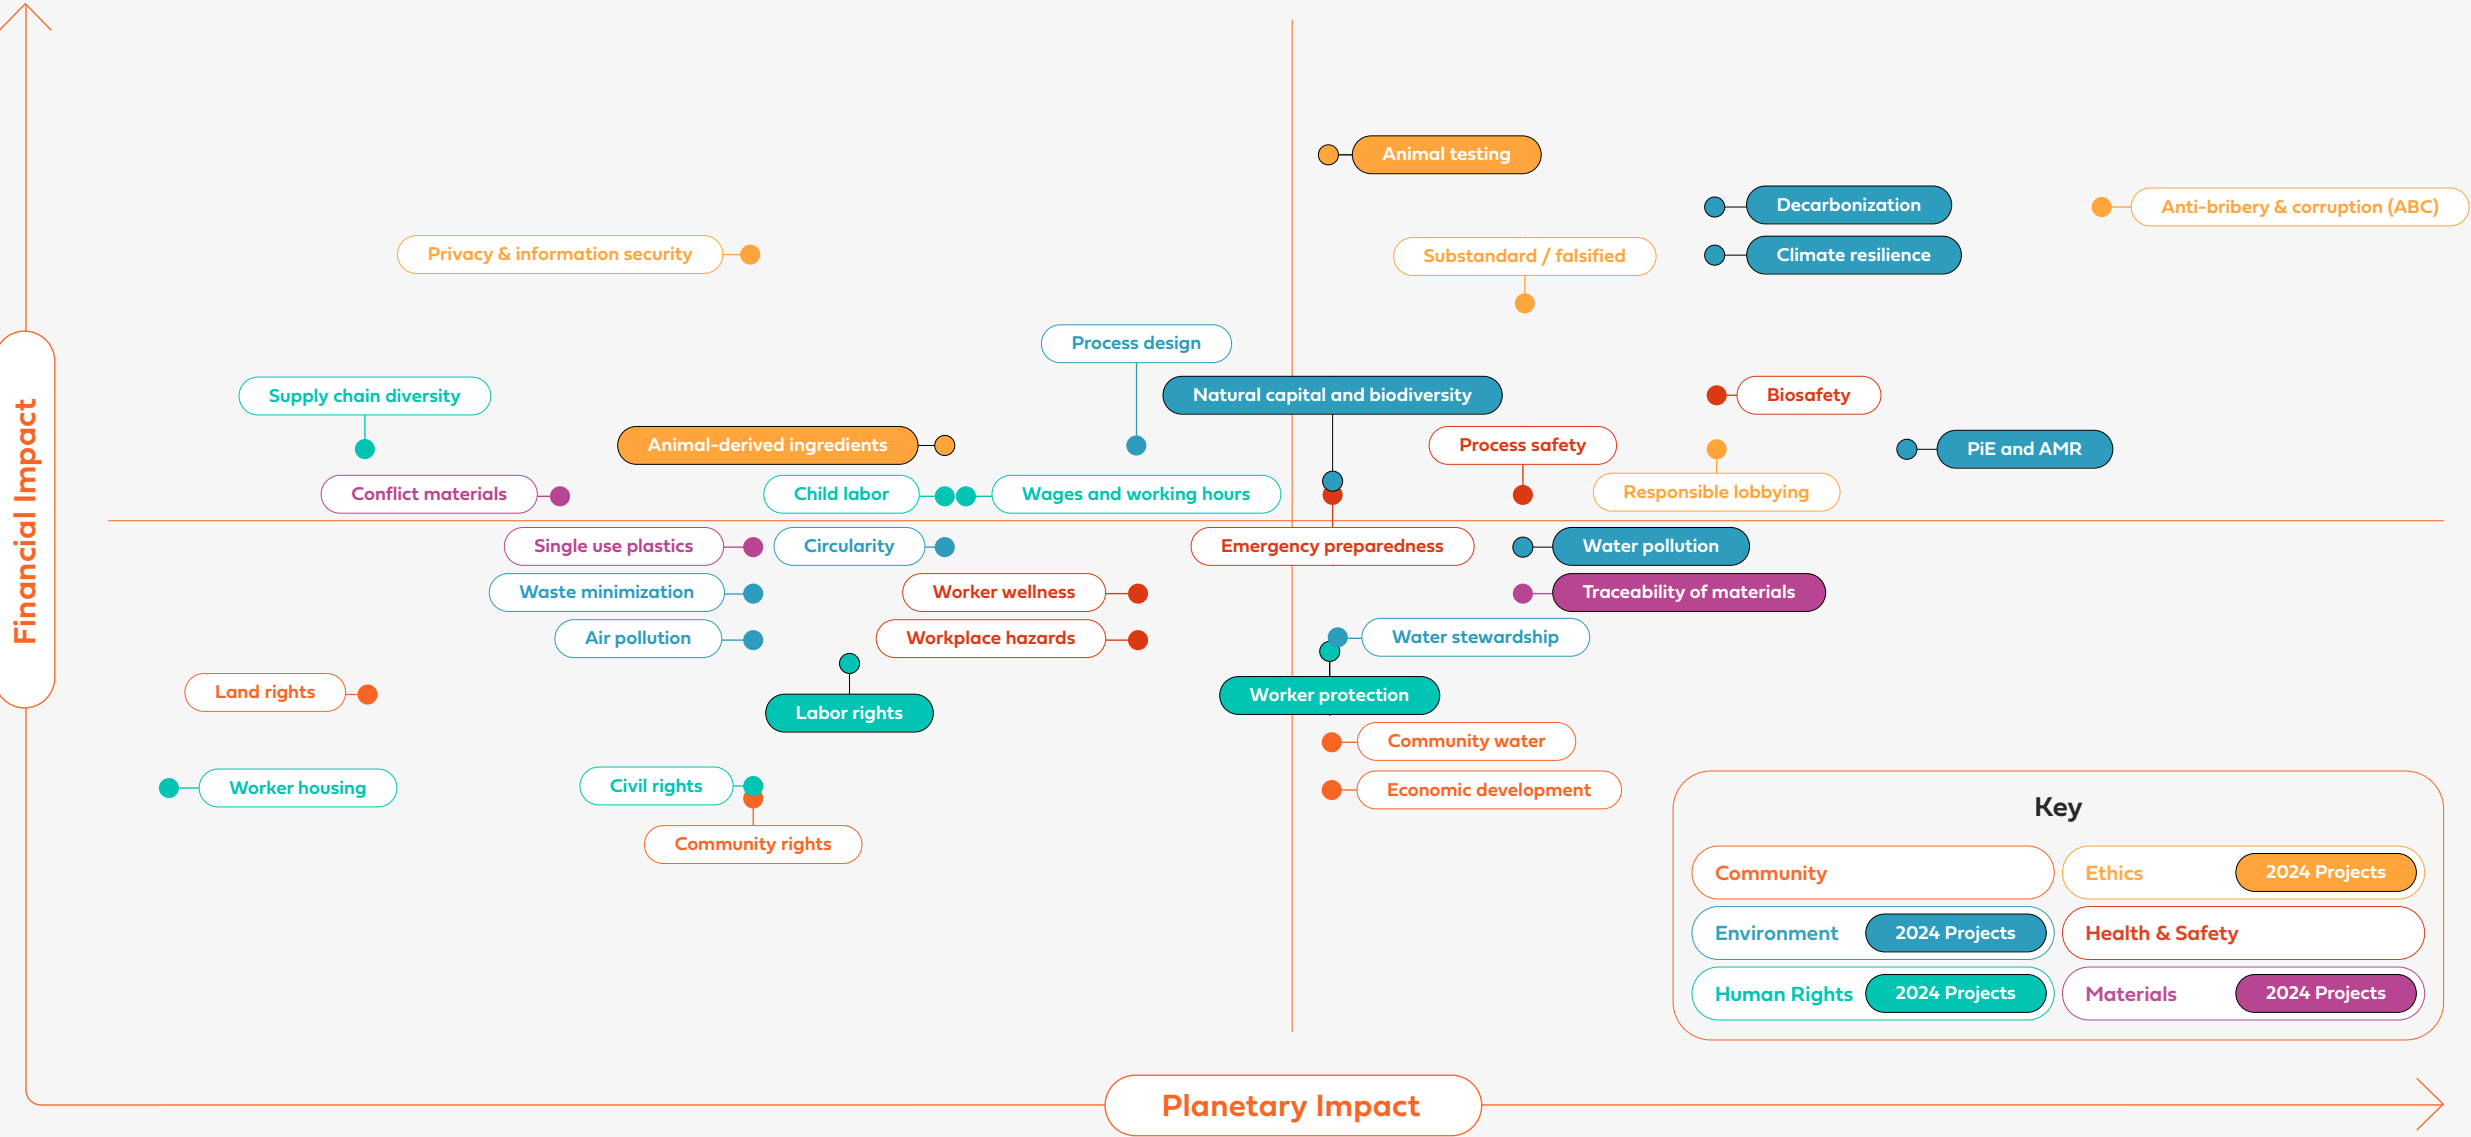 Animal testing
Decarbonization
Anti-bribery & corruption (ABC)
Privacy & information security
Substandard / falsified
Climate resilience
Process design
Supply chain diversity
Natural capital and biodiversity
Biosafety
Animal-derived ingredients
Process safety
PiE and AMR
Conflict materials
Child labor
Wages and working hours
Responsible lobbying
Financial Impact
Single use plastics
Circularity
Emergency preparedness
Water pollution
Waste minimization
Worker wellness
Traceability of materials
Air pollution
Workplace hazards
Water stewardship
Land rights
Labor rights
Worker protection
Community water
Worker housing
Civil rights
Economic development
Community rights
Key
Community
Ethics
2024 Projects
Environment
2024 Projects
Health & Safety
Human Rights
2024 Projects
Materials
2024 Projects
Planetary Impact